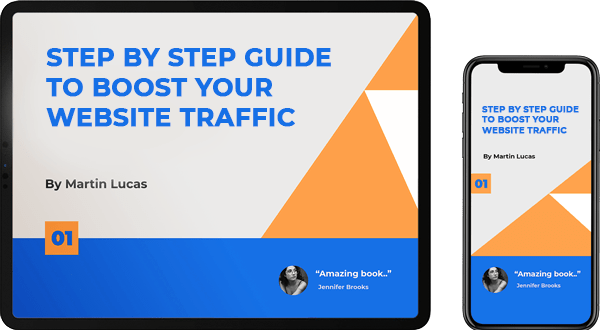 STEP BY STEP GUIDE
TO BOOST YOUR
WEBSITE TRAFFIC
By Martin Lucas
01
“Amazing book..”
Jennifer Brooks
STEP BY STEP GUIDE
TO BOOST YOUR
WEBSITE TRAFFIC
By Martin Lucas
01
“Amazing book..”
Jennifer Brooks